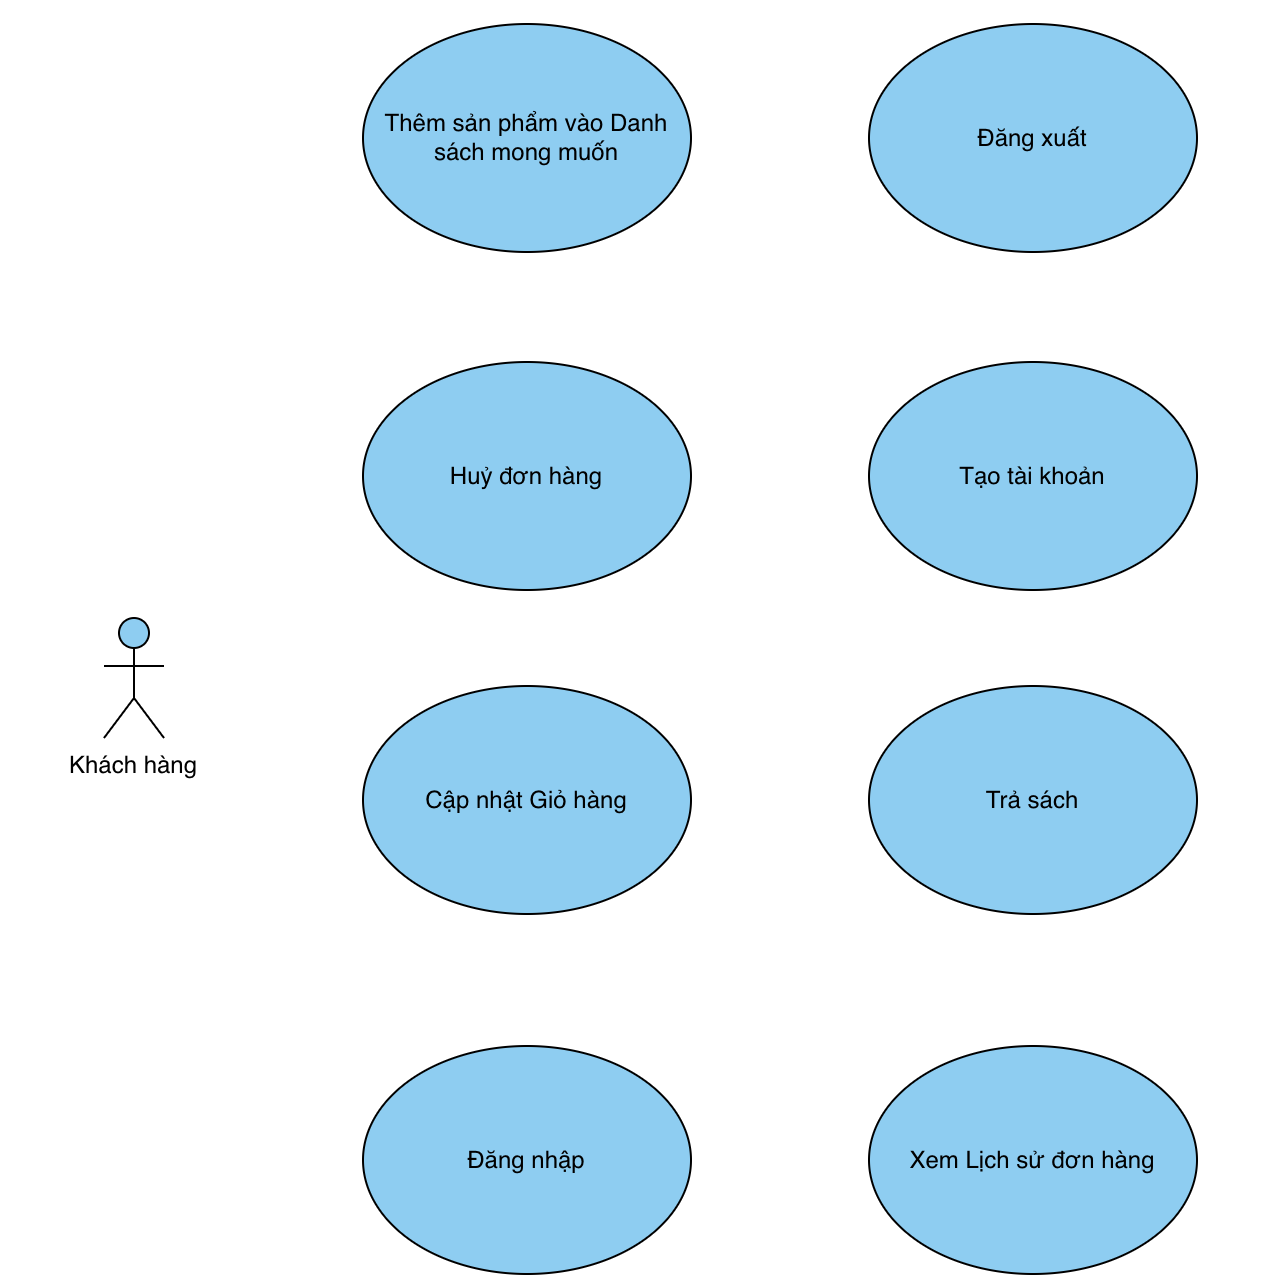 Thêm sản phẩm vào Danh
sách mong muốn
Đăng xuất
Huỷ đơn hàng
Tạo tài khoản
Khách hàng
Cập nhật Giỏ hàng
Trả sách
Đăng nhập
Xem Lịch sử đơn hàng